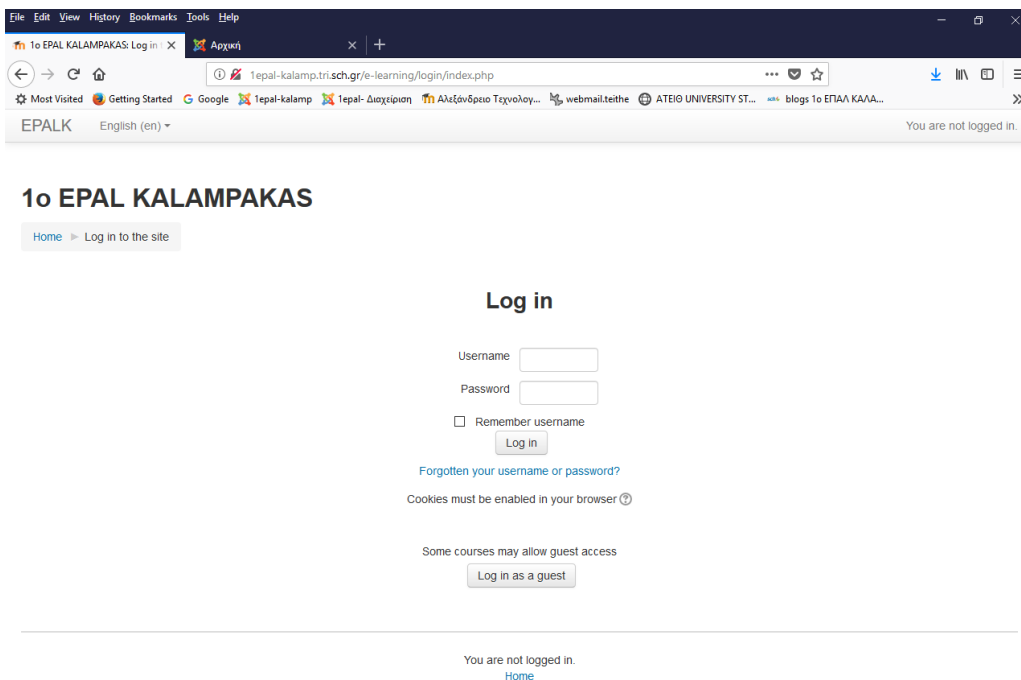 File Edit View History Bookmarks Tools Help
1o EPAL KALAMPAKAS: Log in t Αρχική
1epal-kalamp.tri.sch.gr/e-learning/login/index.php
Most Visited Getting Started Google 1epal-kalamp 1epal- Διαχείριση Αλεξάνδρειο Τεχνολογ... webmail.teithe ΑΤΕΙΘ UNIVERSITY ST... blogs 1ο ΕΠΑΛ ΚΑΛΑ...
EPALK English (en) You are not logged in.
1o EPAL KALAMPAKAS
Home Log in to the site
Log in
Username
Password
Remember username
Log in
Forgotten your username or password?
Cookies must be enabled in your browser
Some courses may allow guest access
Log in as a guest
You are not logged in.
Home